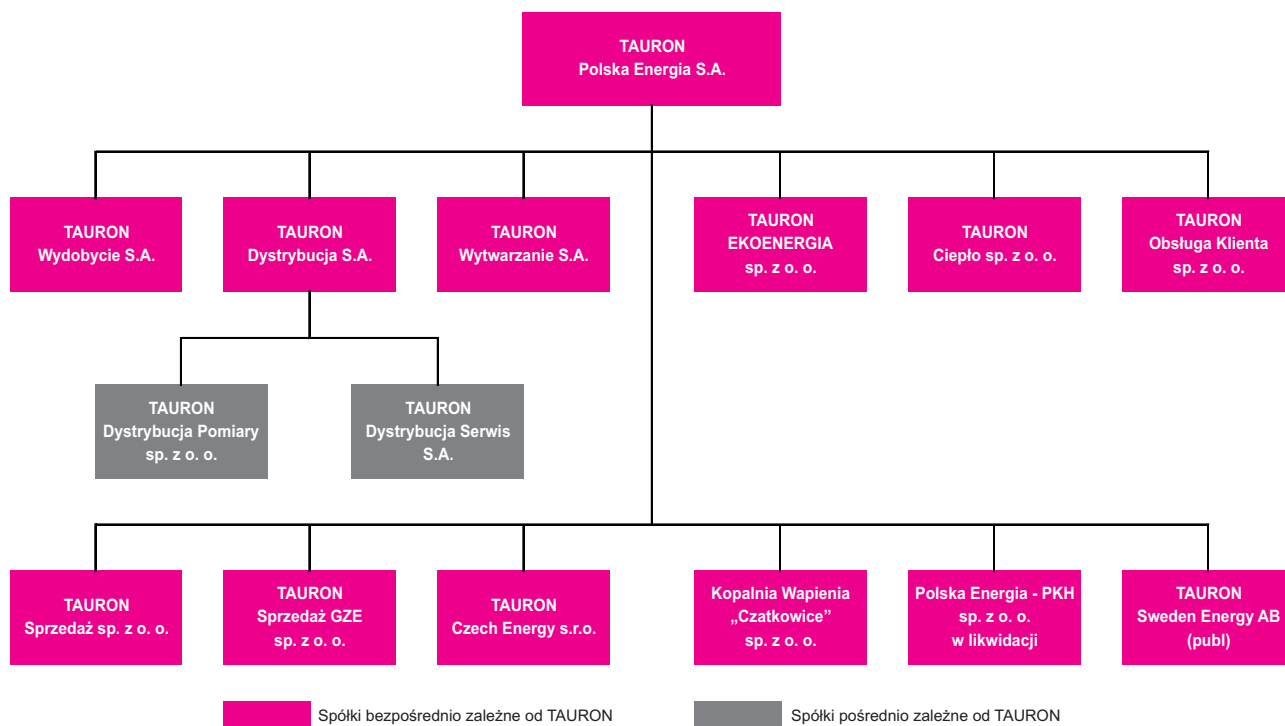 TAURON
Polska Energia S.A.
TAURON
Wydobycie S.A.
TAURON
Dystrybucja S.A.
TAURON
Wytwarzanie S.A.
TAURON
EKOENERGIA
sp. z o. o.
TAURON
Ciepło sp. z o. o.
TAURON
Obsługa Klienta
sp. z o. o.
TAURON
Dystrybucja Pomiary
sp. z o. o.
TAURON
Dystrybucja Serwis
S.A.
TAURON
Sprzedaż sp. z o. o.
TAURON
Sprzedaż GZE
sp. z o. o.
TAURON
Czech Energy s.r.o.
Kopalnia Wapienia
„Czatkowice”
sp. z o. o.
Polska Energia - PKH
sp. z o. o.
w likwidacji
TAURON
Sweden Energy AB
(publ)
Spółki bezpośrednio zależne od TAURON
Spółki pośrednio zależne od TAURON